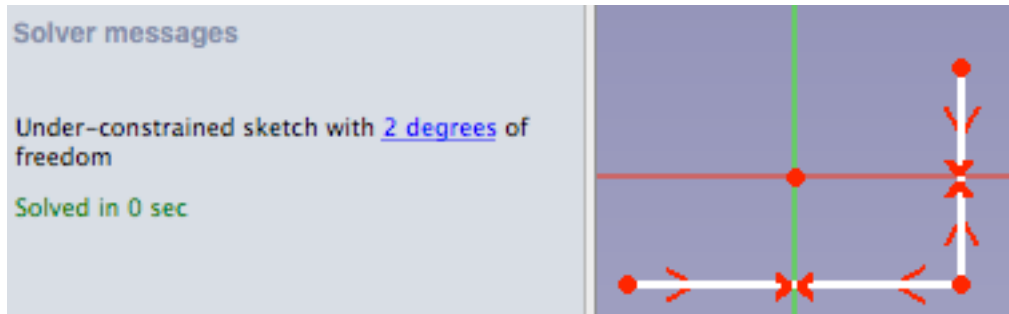 Solver messages
Under-constrained sketch with 2 degrees of
freedom
Solved in 0 sec